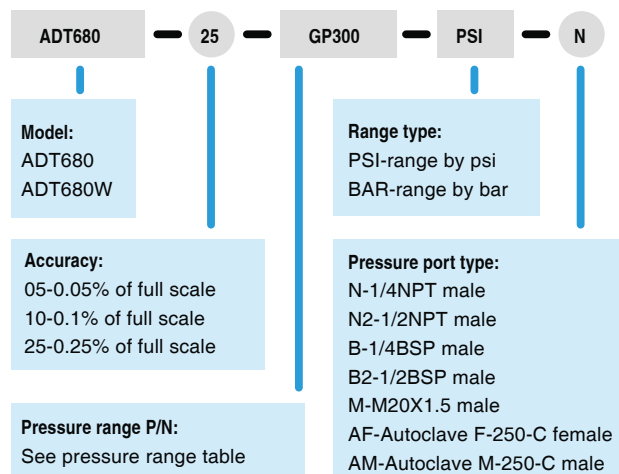 ADT680 25 GP300 PSI N
Model:
ADT680
ADT680W
Range type:
PSI-range by psi
BAR-range by bar
Accuracy:
05-0.05% of full scale
10-0.1% of full scale
25-0.25% of full scale
Pressure port type:
N-1/4NPT male
N2-1/2NPT male
B-1/4BSP male
B2-1/2BSP male
M-M20X1.5 male
AF-Autoclave F-250-C female
AM-Autoclave M-250-C male
Pressure range P/N:
See pressure range table